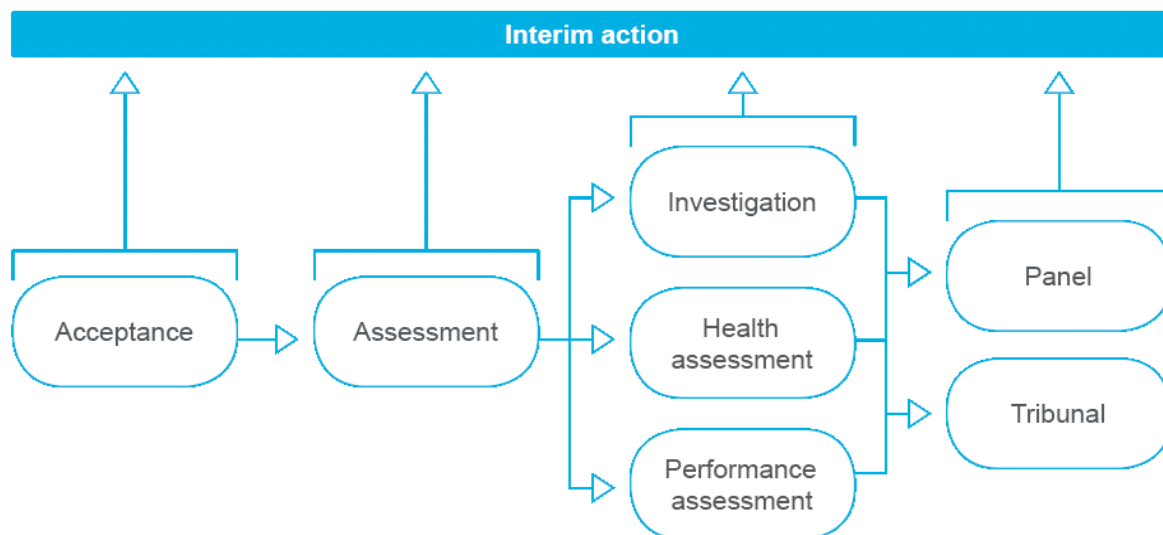 Interim action
Acceptance
Assessment
Investigation
Health
assessment
Performance
assessment
Panel
Tribunal